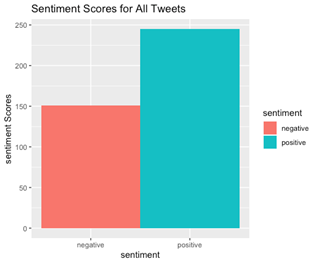 Sentiment Scores for All Tweets
250
200
150
100
50
0
sentiment Scores
negative
positive
sentiment
sentiment
negative
positive